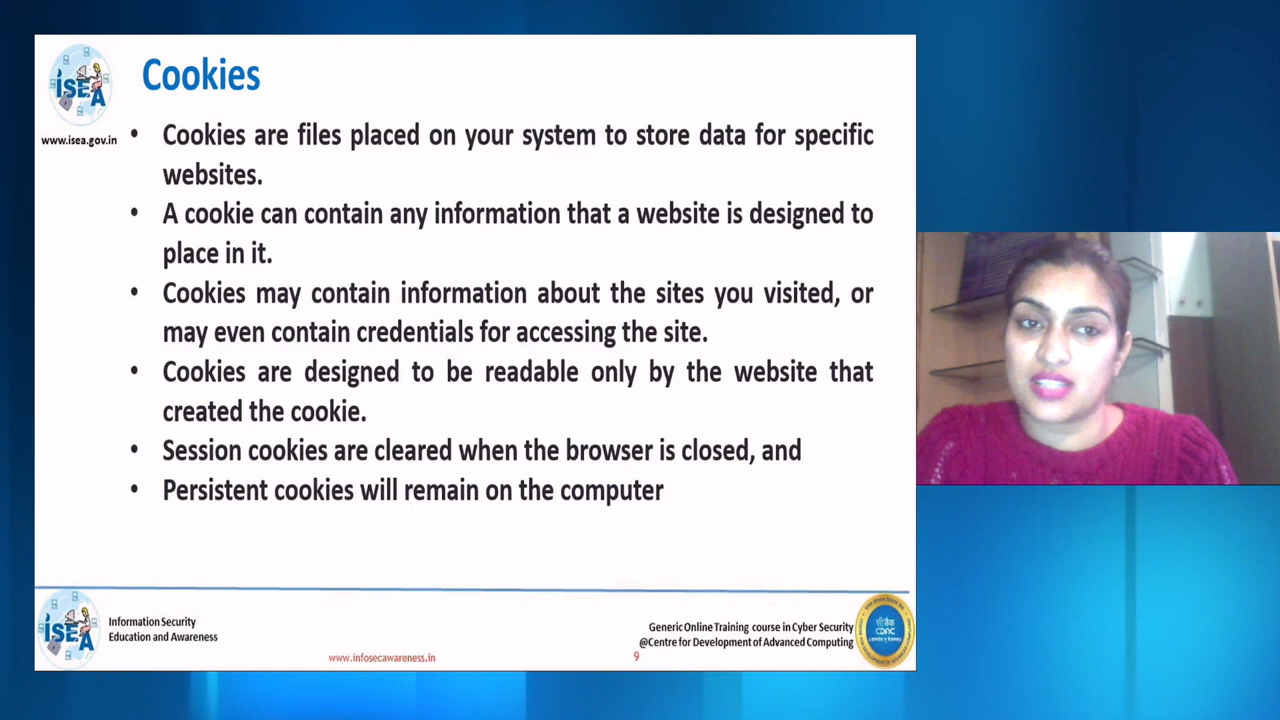 ISEA
Cookies
www.isea.gov.in
• Cookies are files placed on your system to store data for specific
websites.
• A cookie can contain any information that a website is designed to
place in it.
• Cookies may contain information about the sites you visited, or
may even contain credentials for accessing the site.
• Cookies are designed to be readable only by the website that
created the cookie.
• Session cookies are cleared when the browser is closed, and
• Persistent cookies will remain on the computer
ISEA
Information Security
Education and Awareness
www.infosecawareness.in
9
Generic Online Training course in Cyber Security
@Centre for Development of Advanced Computing
सी डैक
CDAC